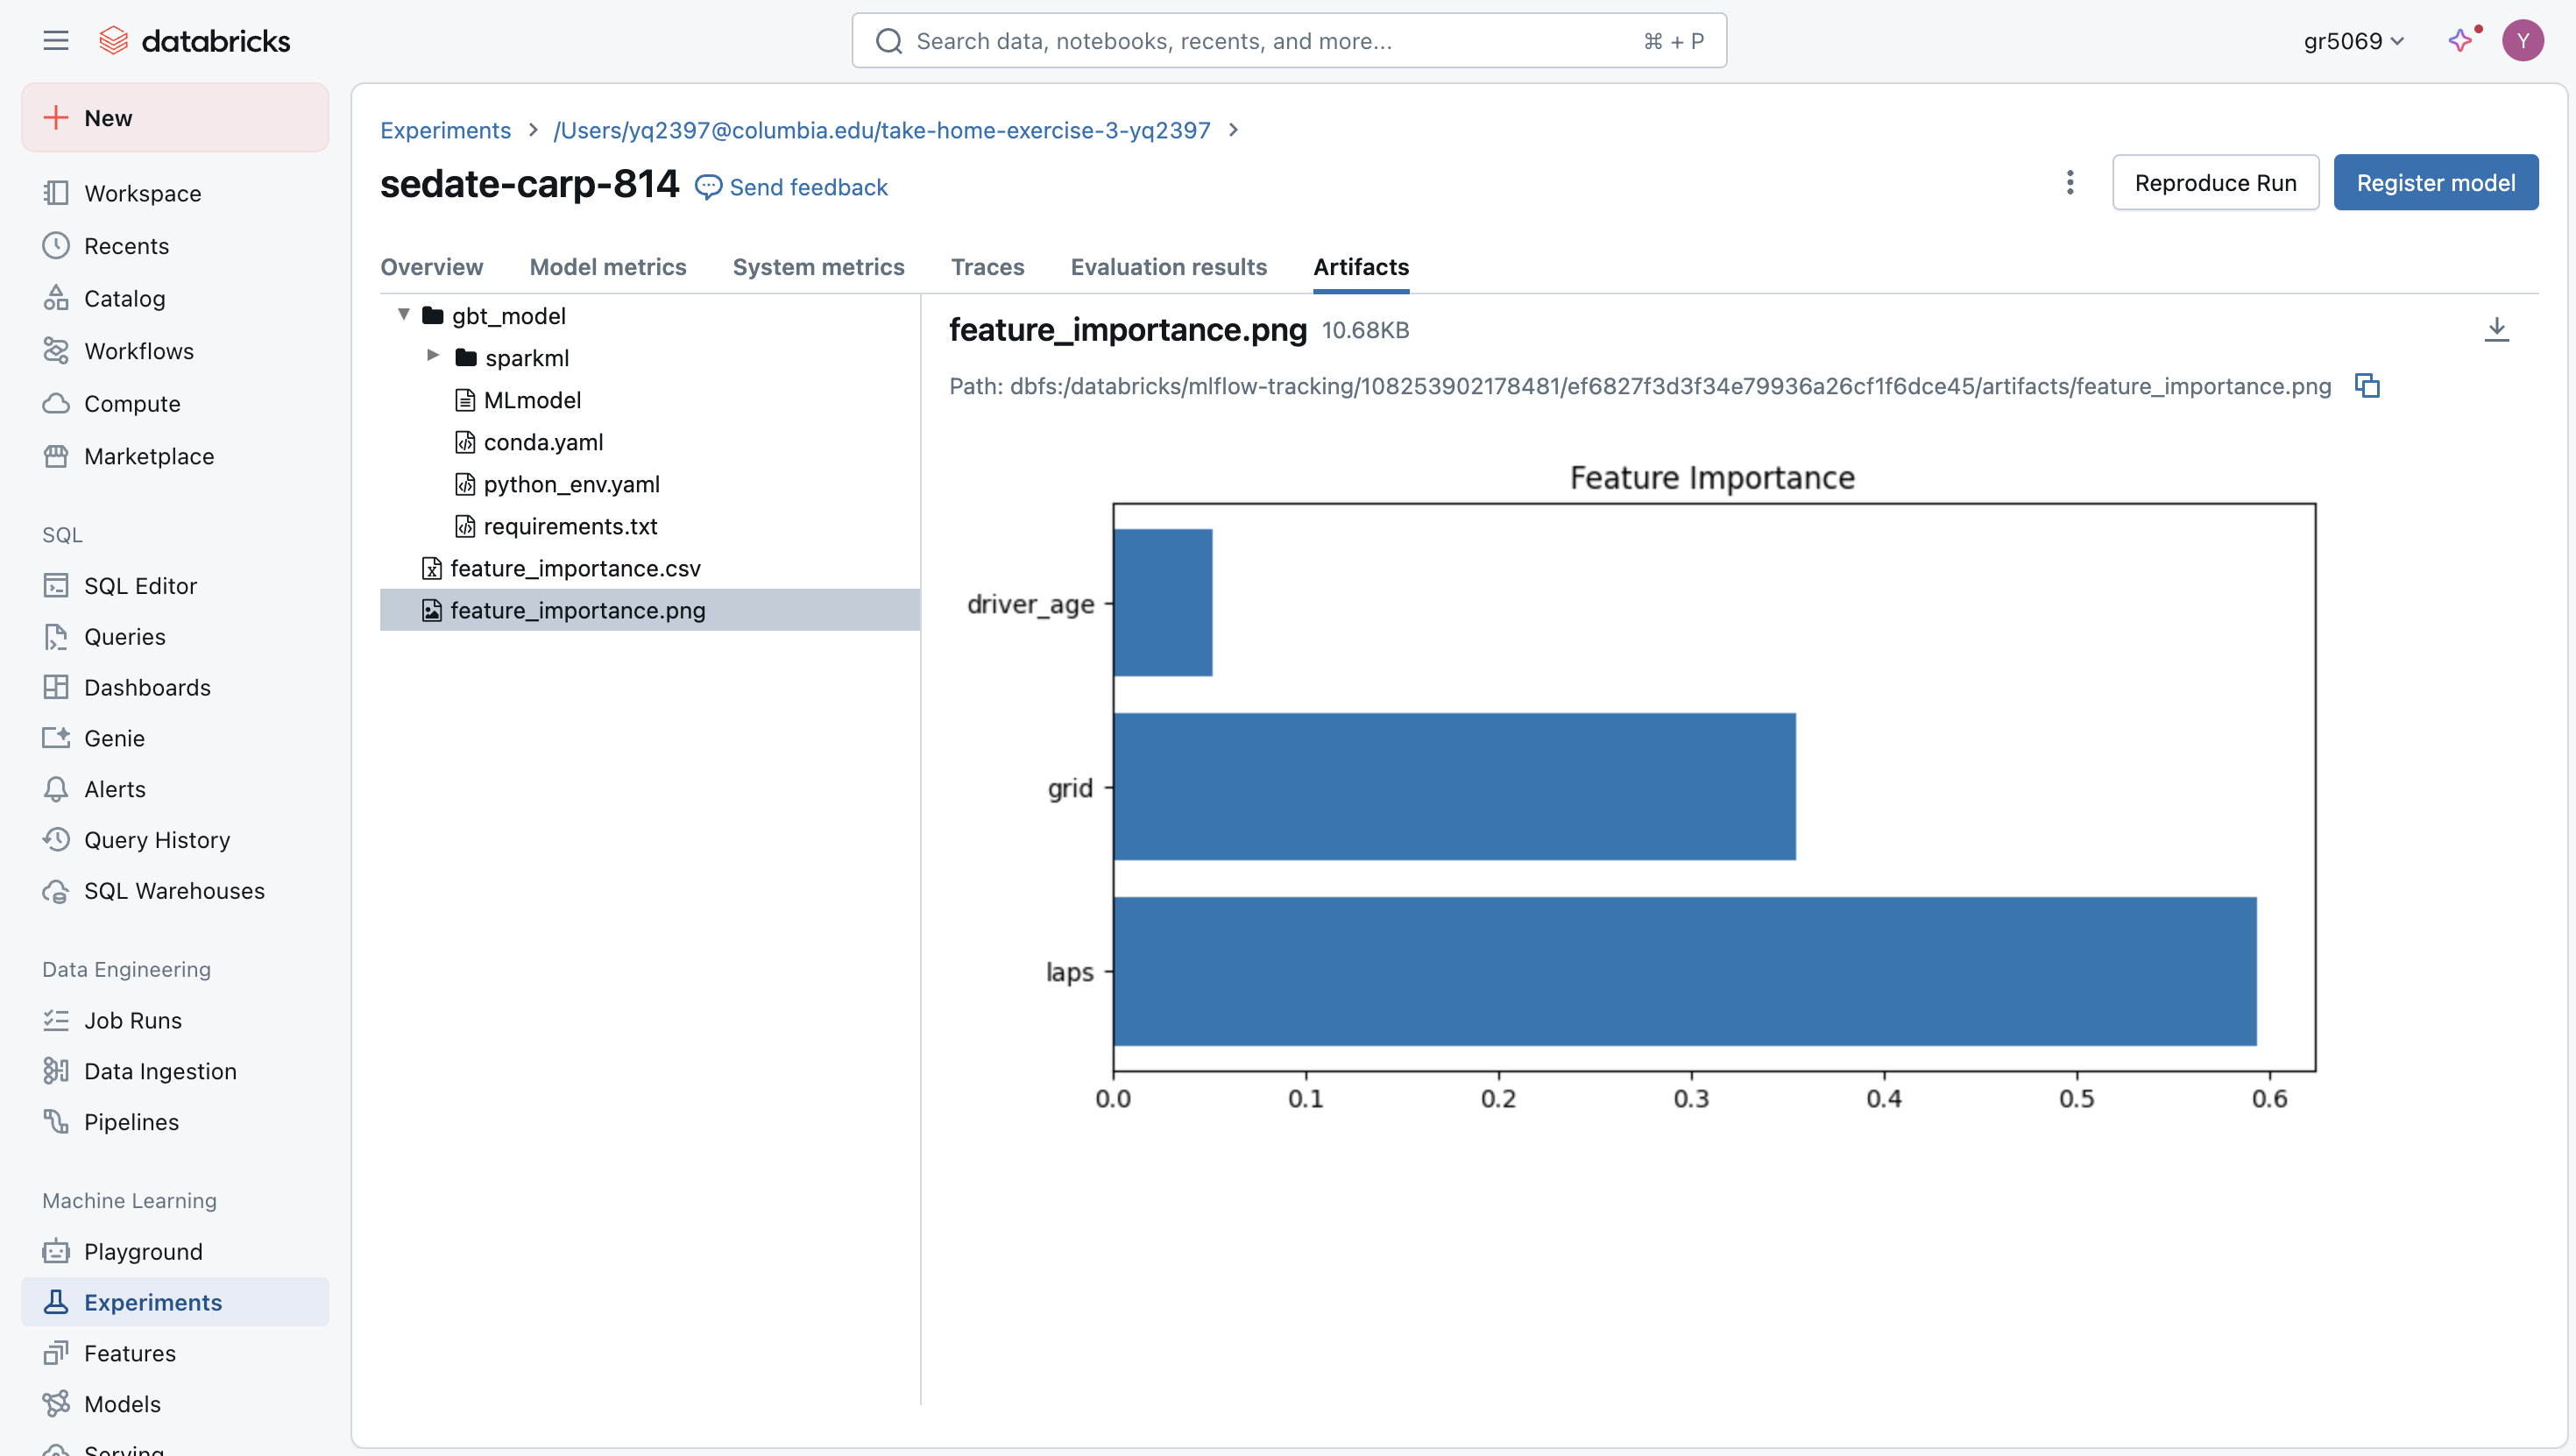 databricks
Search data, notebooks, recents, and more...
⌘ + P
gr5069
Y
New
Workspace
Recents
Catalog
Workflows
Compute
Marketplace
SQL
SQL Editor
Queries
Dashboards
Genie
Alerts
Query History
SQL Warehouses
Data Engineering
Job Runs
Data Ingestion
Pipelines
Machine Learning
Playground
Experiments
Features
Models
Serving
Experiments > /Users/yq2397@columbia.edu/take-home-exercise-3-yq2397 >
sedate-carp-814
Send feedback
Reproduce Run
Register model
Overview
Model metrics
System metrics
Traces
Evaluation results
Artifacts
gbt_model
sparkml
MLmodel
conda.yaml
python_env.yaml
requirements.txt
feature_importance.csv
feature_importance.png
feature_importance.png 10.68KB
Path: dbfs:/databricks/mlflow-tracking/108253902178481/ef6827f3d3f34e79936a26cf1f6dce45/artifacts/feature_importance.png
Feature Importance
driver_age
grid
laps
0.0 0.1 0.2 0.3 0.4 0.5 0.6